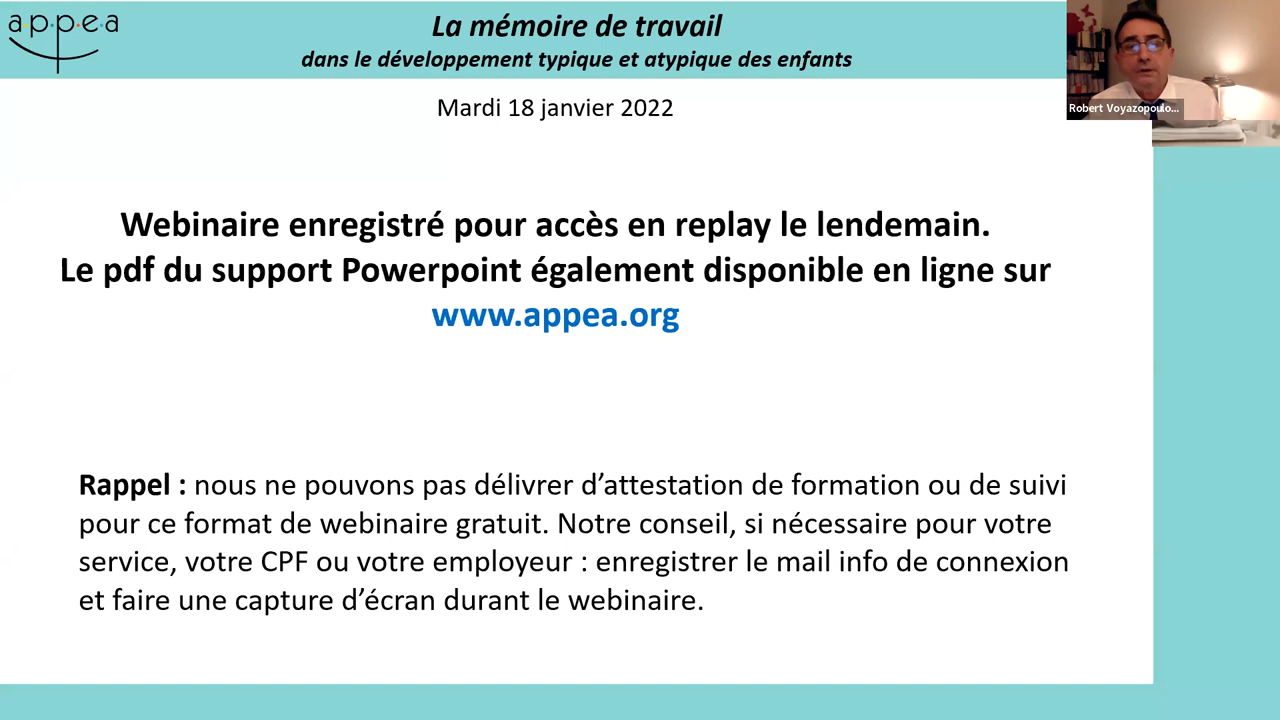 a·p·p·e·a
La mémoire de travail
dans le développement typique et atypique des enfants
Robert Voyazopoulo...
Mardi 18 janvier 2022
Webinaire enregistré pour accès en replay le lendemain.
Le pdf du support Powerpoint également disponible en ligne sur
www.appea.org
Rappel : nous ne pouvons pas délivrer d’attestation de formation ou de suivi
pour ce format de webinaire gratuit. Notre conseil, si nécessaire pour votre
service, votre CPF ou votre employeur : enregistrer le mail info de connexion
et faire une capture d’écran durant le webinaire.